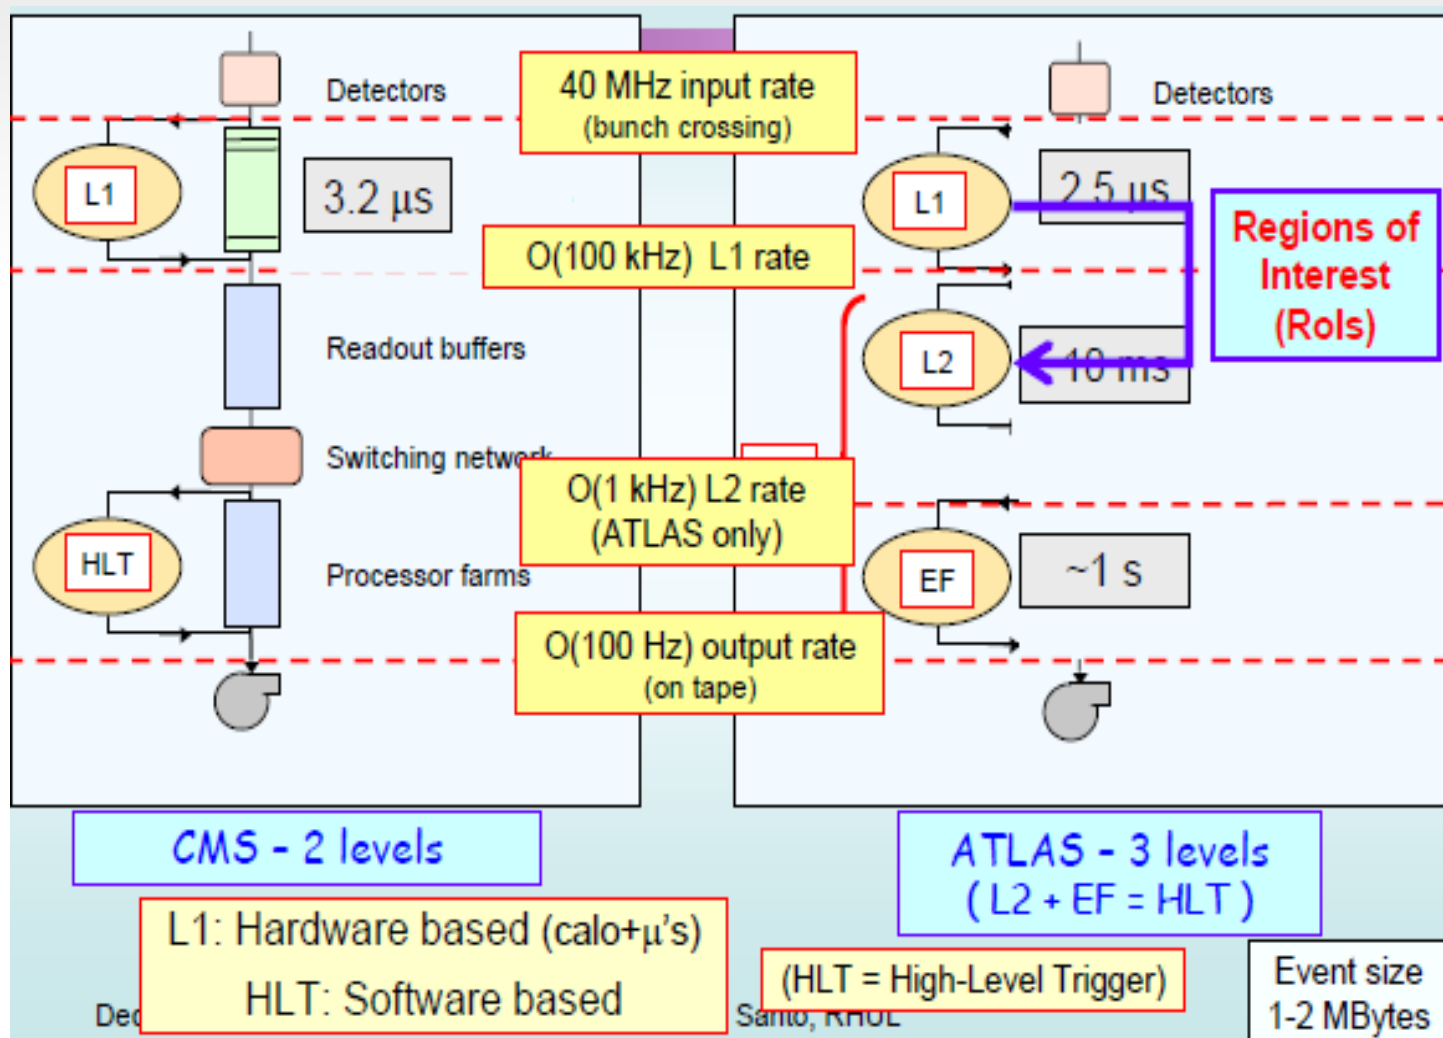 Detectors
L1
3.2 μs
Readout buffers
Switching network
HLT
Processor farms
40 MHz input rate
(bunch crossing)
O(100 kHz) L1 rate
O(1 kHz) L2 rate
(ATLAS only)
O(100 Hz) output rate
(on tape)
Detectors
L1
2.5 μs
Regions of
Interest
(RoIs)
L2
10 ms
EF
~1 s
CMS - 2 levels
ATLAS - 3 levels
( L2 + EF = HLT )
L1: Hardware based (calo+μ's)
HLT: Software based
(HLT = High-Level Trigger)
Event size
1-2 MBytes
Santo, RHUL